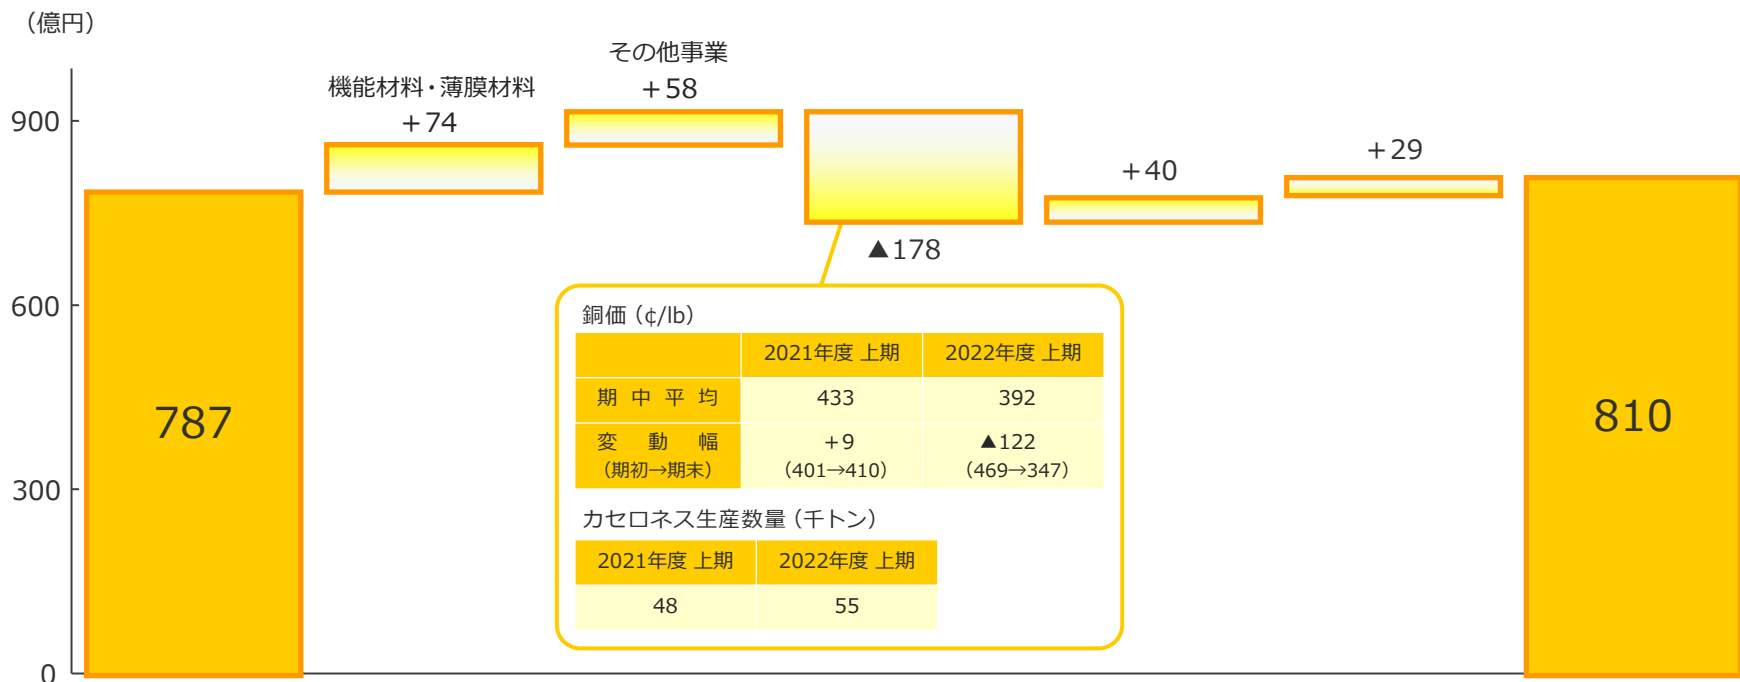 （億円）
その他事業
+58
機能材料・薄膜材料
+74
900
+29
+40
▲178
600
銅価（¢/lb）
2021年度 上期 2022年度 上期
期中平均 433 392
変動幅 +9 ▲122
（期初→期末） （401→410） （469→347）
787
810
300
カセロネス生産数量（千トン）
2021年度 上期 2022年度 上期
48 55
0